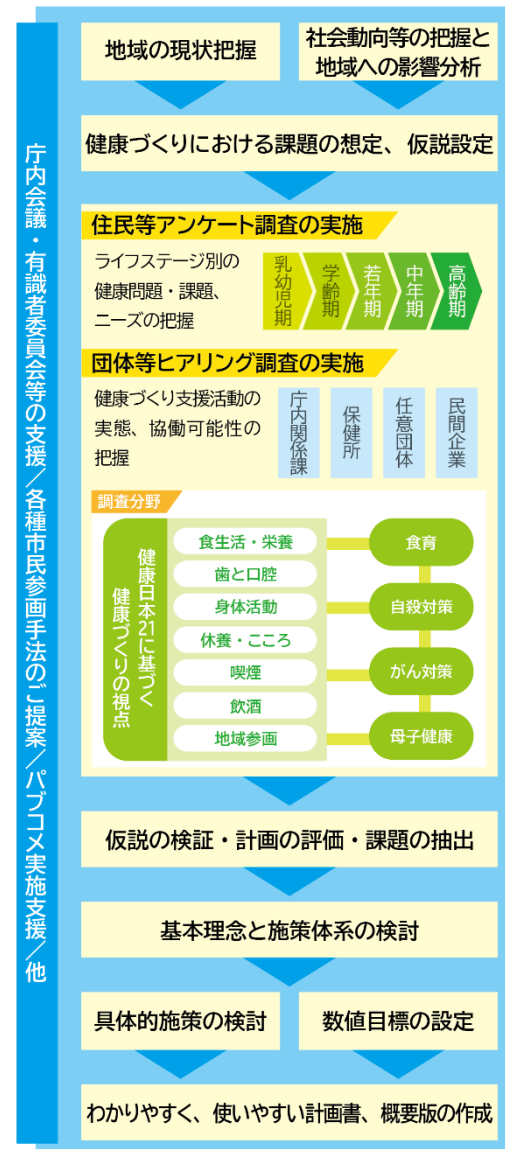 庁内会議・有識者委員会等の支援／各種市民参画手法のご提案／パブコメ実施支援／他
地域の現状把握
社会動向等の把握と
地域への影響分析
健康づくりにおける課題の想定、仮説設定
住民等アンケート調査の実施
ライフステージ別の
健康問題・課題、
ニーズの把握
乳幼児期
学齢期
若年期
中年期
高齢期
団体等ヒアリング調査の実施
健康づくり支援活動の
実態、協働可能性の
把握
庁内関係課
保健所
任意団体
民間企業
調査分野
健康日本21に基づく
健康づくりの視点
食生活・栄養
歯と口腔
身体活動
休養・こころ
喫煙
飲酒
地域参画
食育
自殺対策
がん対策
母子健康
仮説の検証・計画の評価・課題の抽出
基本理念と施策体系の検討
具体的施策の検討
数値目標の設定
わかりやすく、使いやすい計画書、概要版の作成